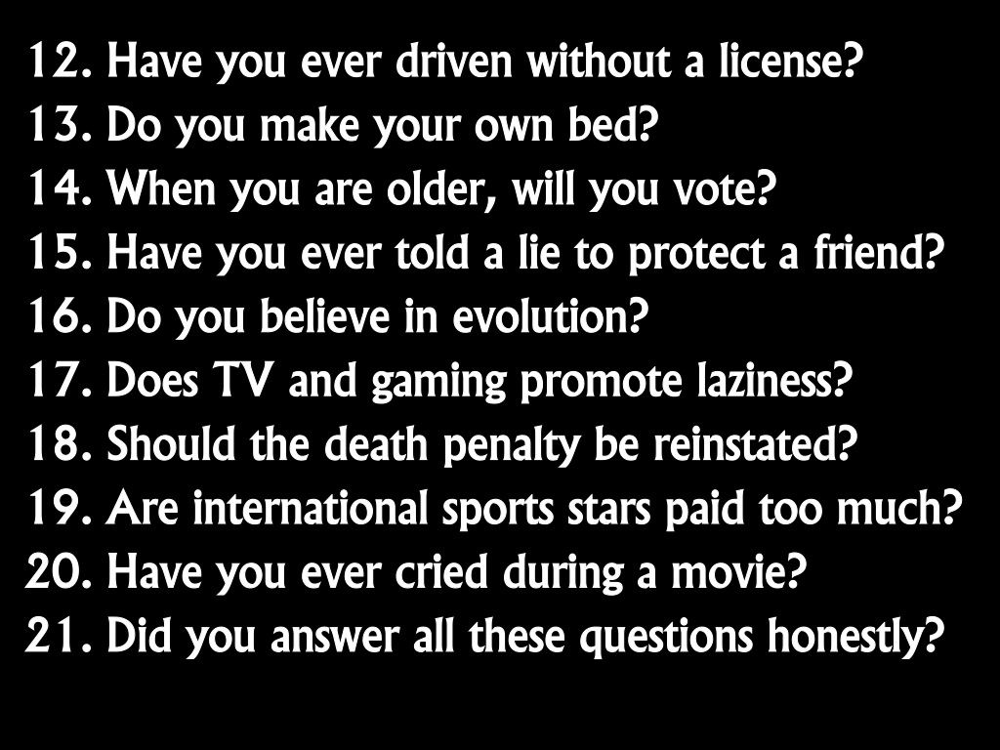 12. Have you ever driven without a license?
13. Do you make your own bed?
14. When you are older, will you vote?
15. Have you ever told a lie to protect a friend?
16. Do you believe in evolution?
17. Does TV and gaming promote laziness?
18. Should the death penalty be reinstated?
19. Are international sports stars paid too much?
20. Have you ever cried during a movie?
21. Did you answer all these questions honestly?